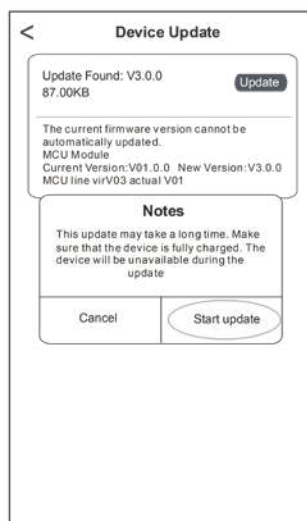 <
Device Update
Update Found: V3.0.0
87.00KB
Update
The current firmware version cannot be
automatically updated.
MCU Module
Current Version:V01.0.0 New Version:V3.0.0
MCU line virV03 actual V01
Notes
This update may take a long time. Make
sure that the device is fully charged. The
device will be unavailable during the
update
Cancel
Start update